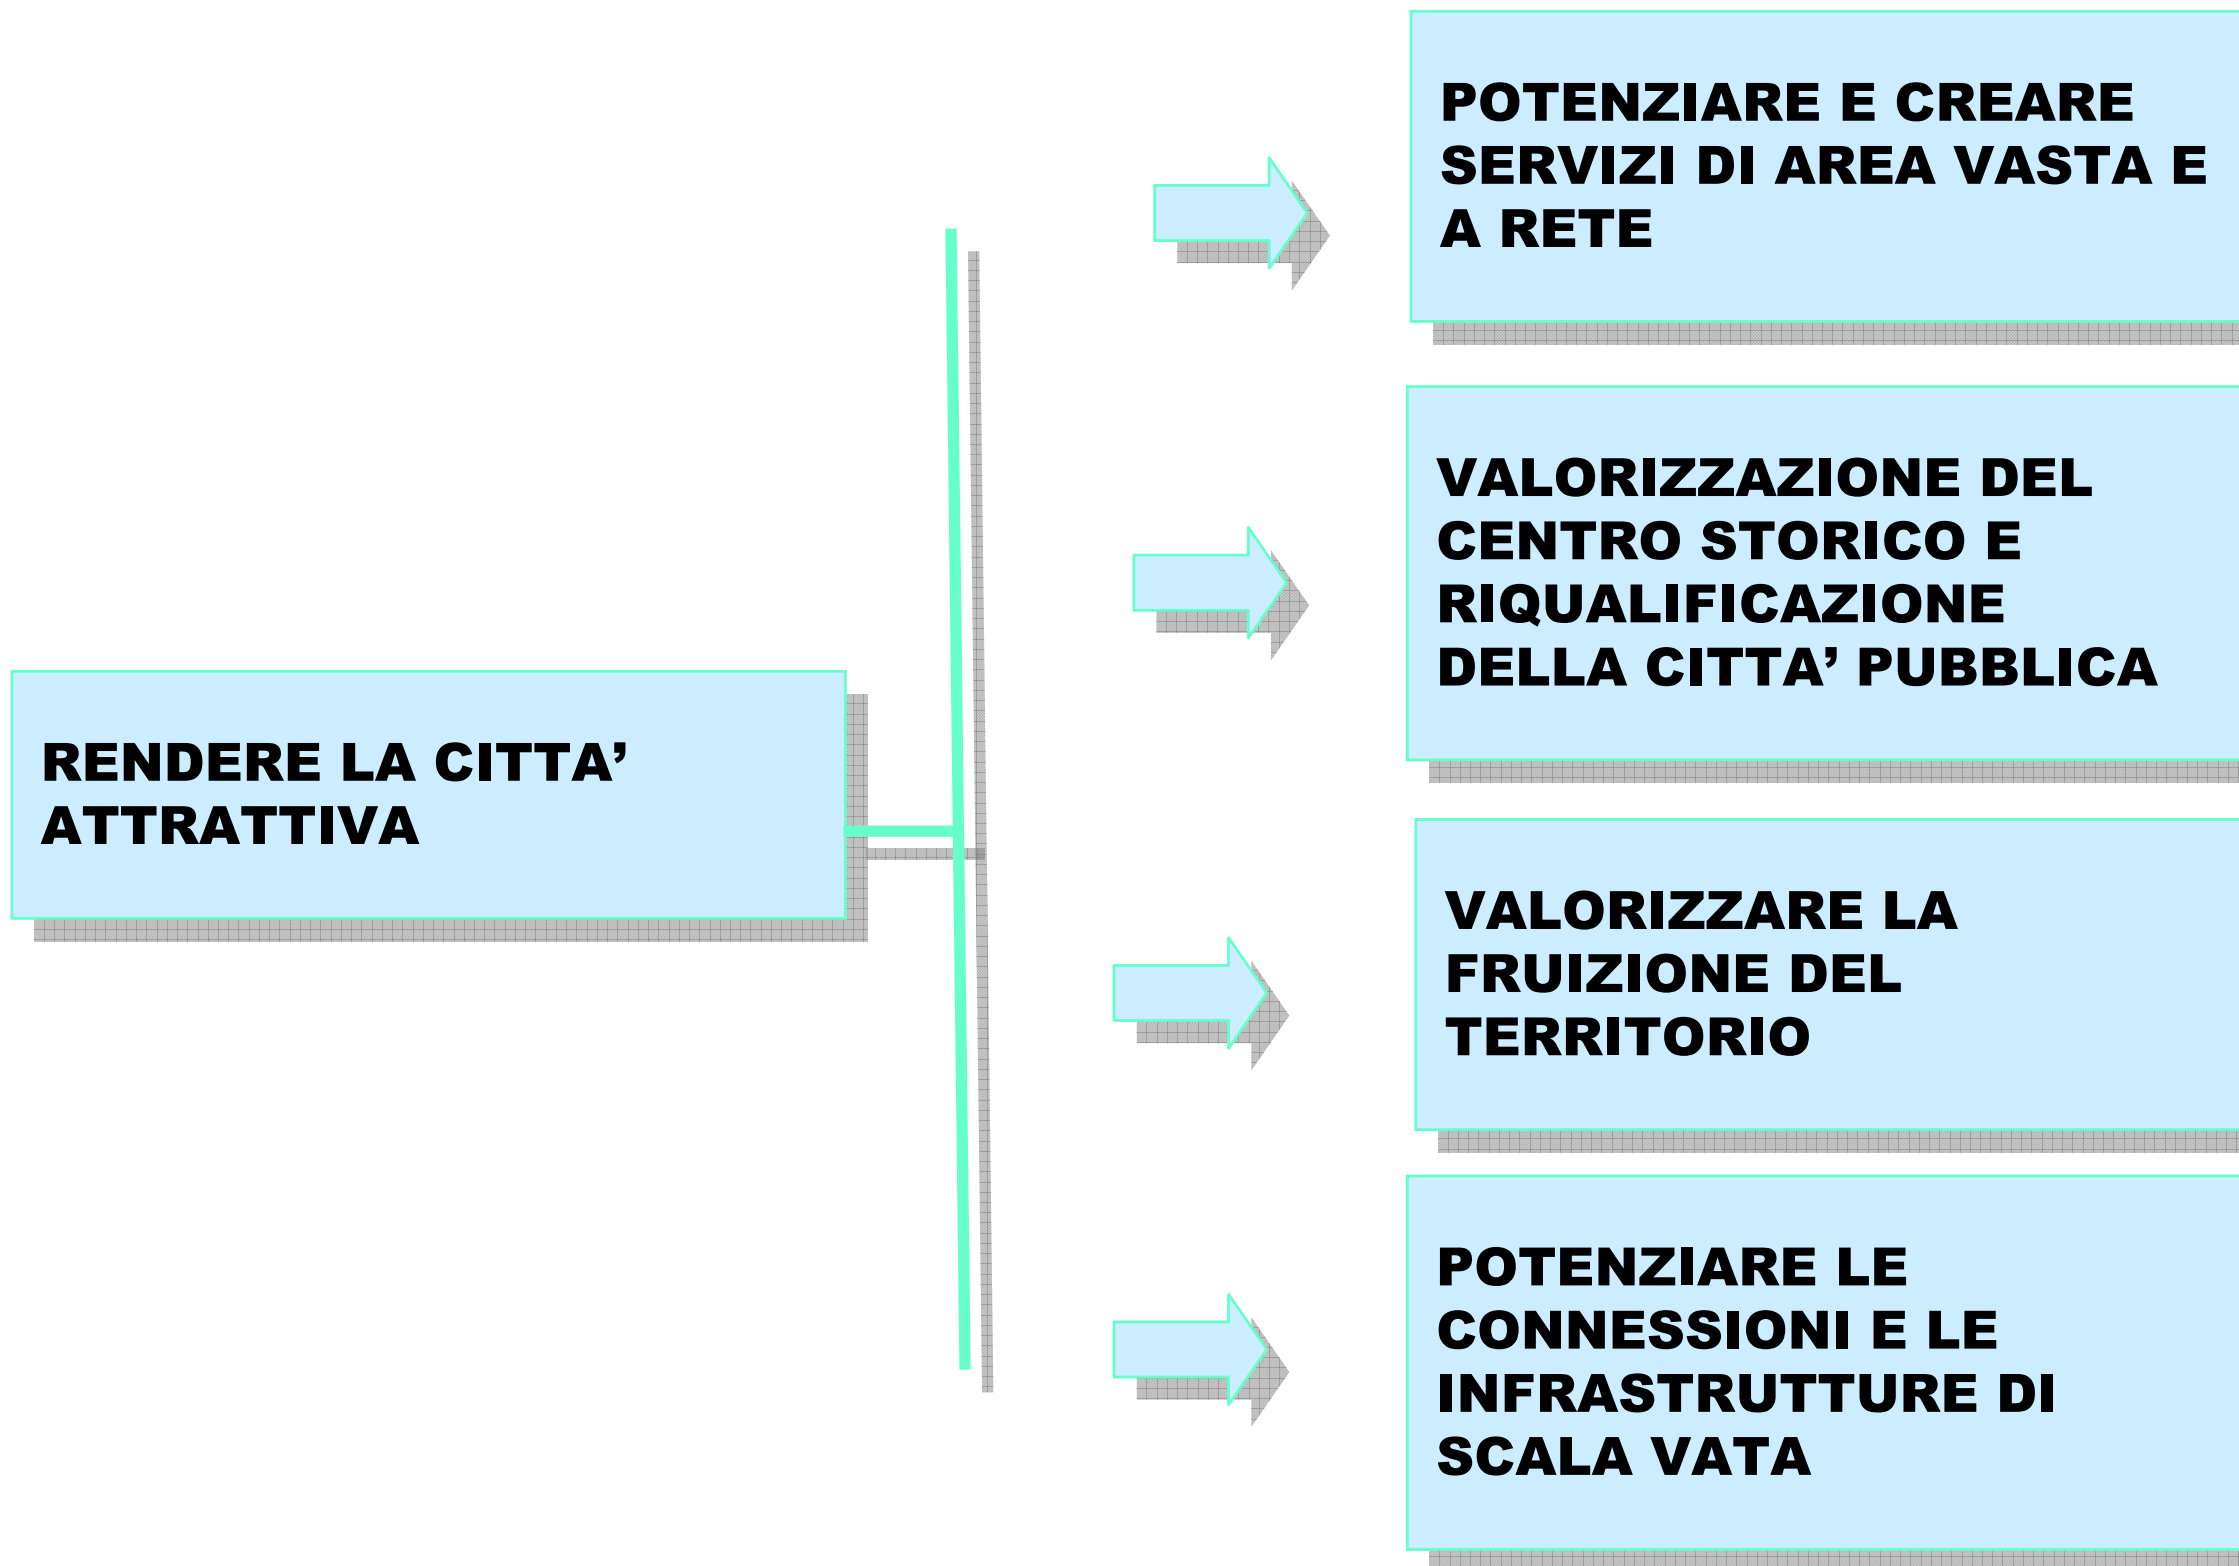 RENDERE LA CITTA’
ATTRATTIVA
POTENZIARE E CREARE
SERVIZI DI AREA VASTA E
A RETE
VALORIZZAZIONE DEL
CENTRO STORICO E
RIQUALIFICAZIONE
DELLA CITTA’ PUBBLICA
VALORIZZARE LA
FRUIZIONE DEL
TERRITORIO
POTENZIARE LE
CONNESSIONI E LE
INFRASTRUTTURE DI
SCALA VATA